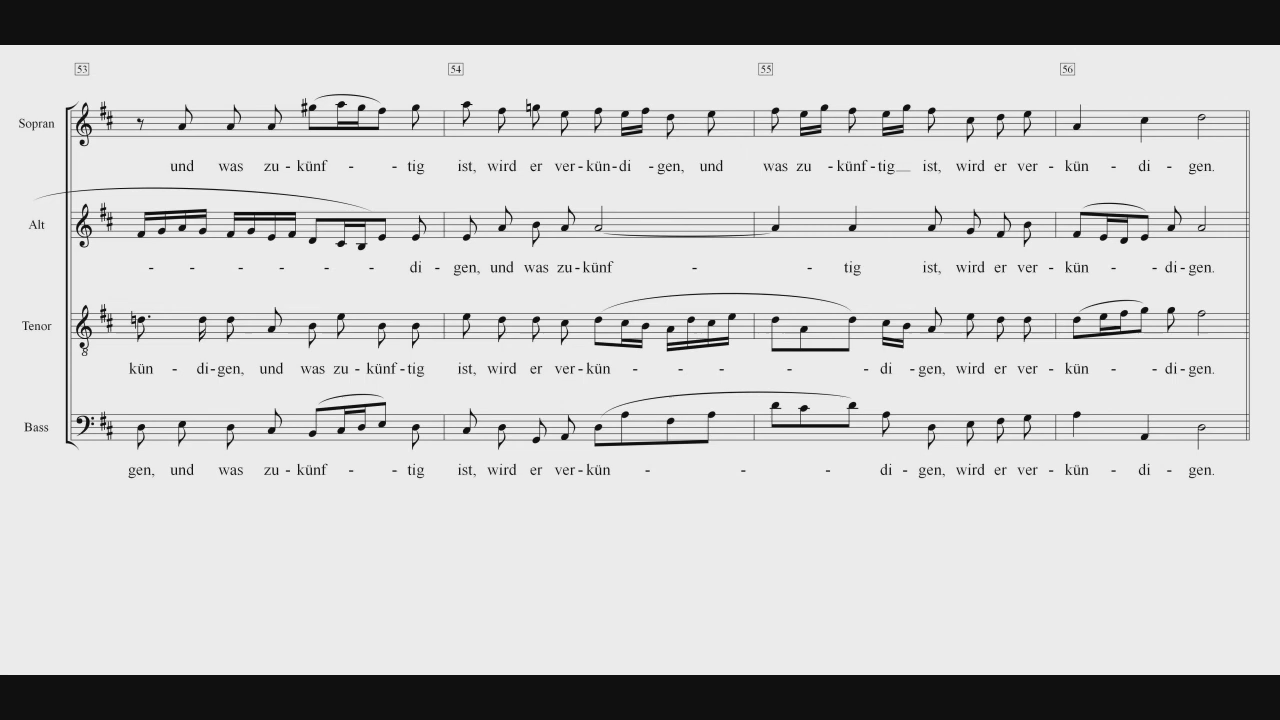 53 54 55 56
Sopran
und was zu - künf - - tig ist, wird er ver - kün - di - gen, und was zu - künf - tig__ ist, wird er ver - kün - di - gen.
Alt
- - - - - - di - gen, und was zu - künf - - tig ist, wird er ver - kün - - di - gen.
Tenor
8
kün - di - gen, und was zu - künf - tig ist, wird er ver - kün - - - - - - di - gen, wird er ver - kün - - di - gen.
Bass
gen, und was zu - künf - - tig ist, wird er ver - kün - - - di - gen, wird er ver - kün - di - gen.